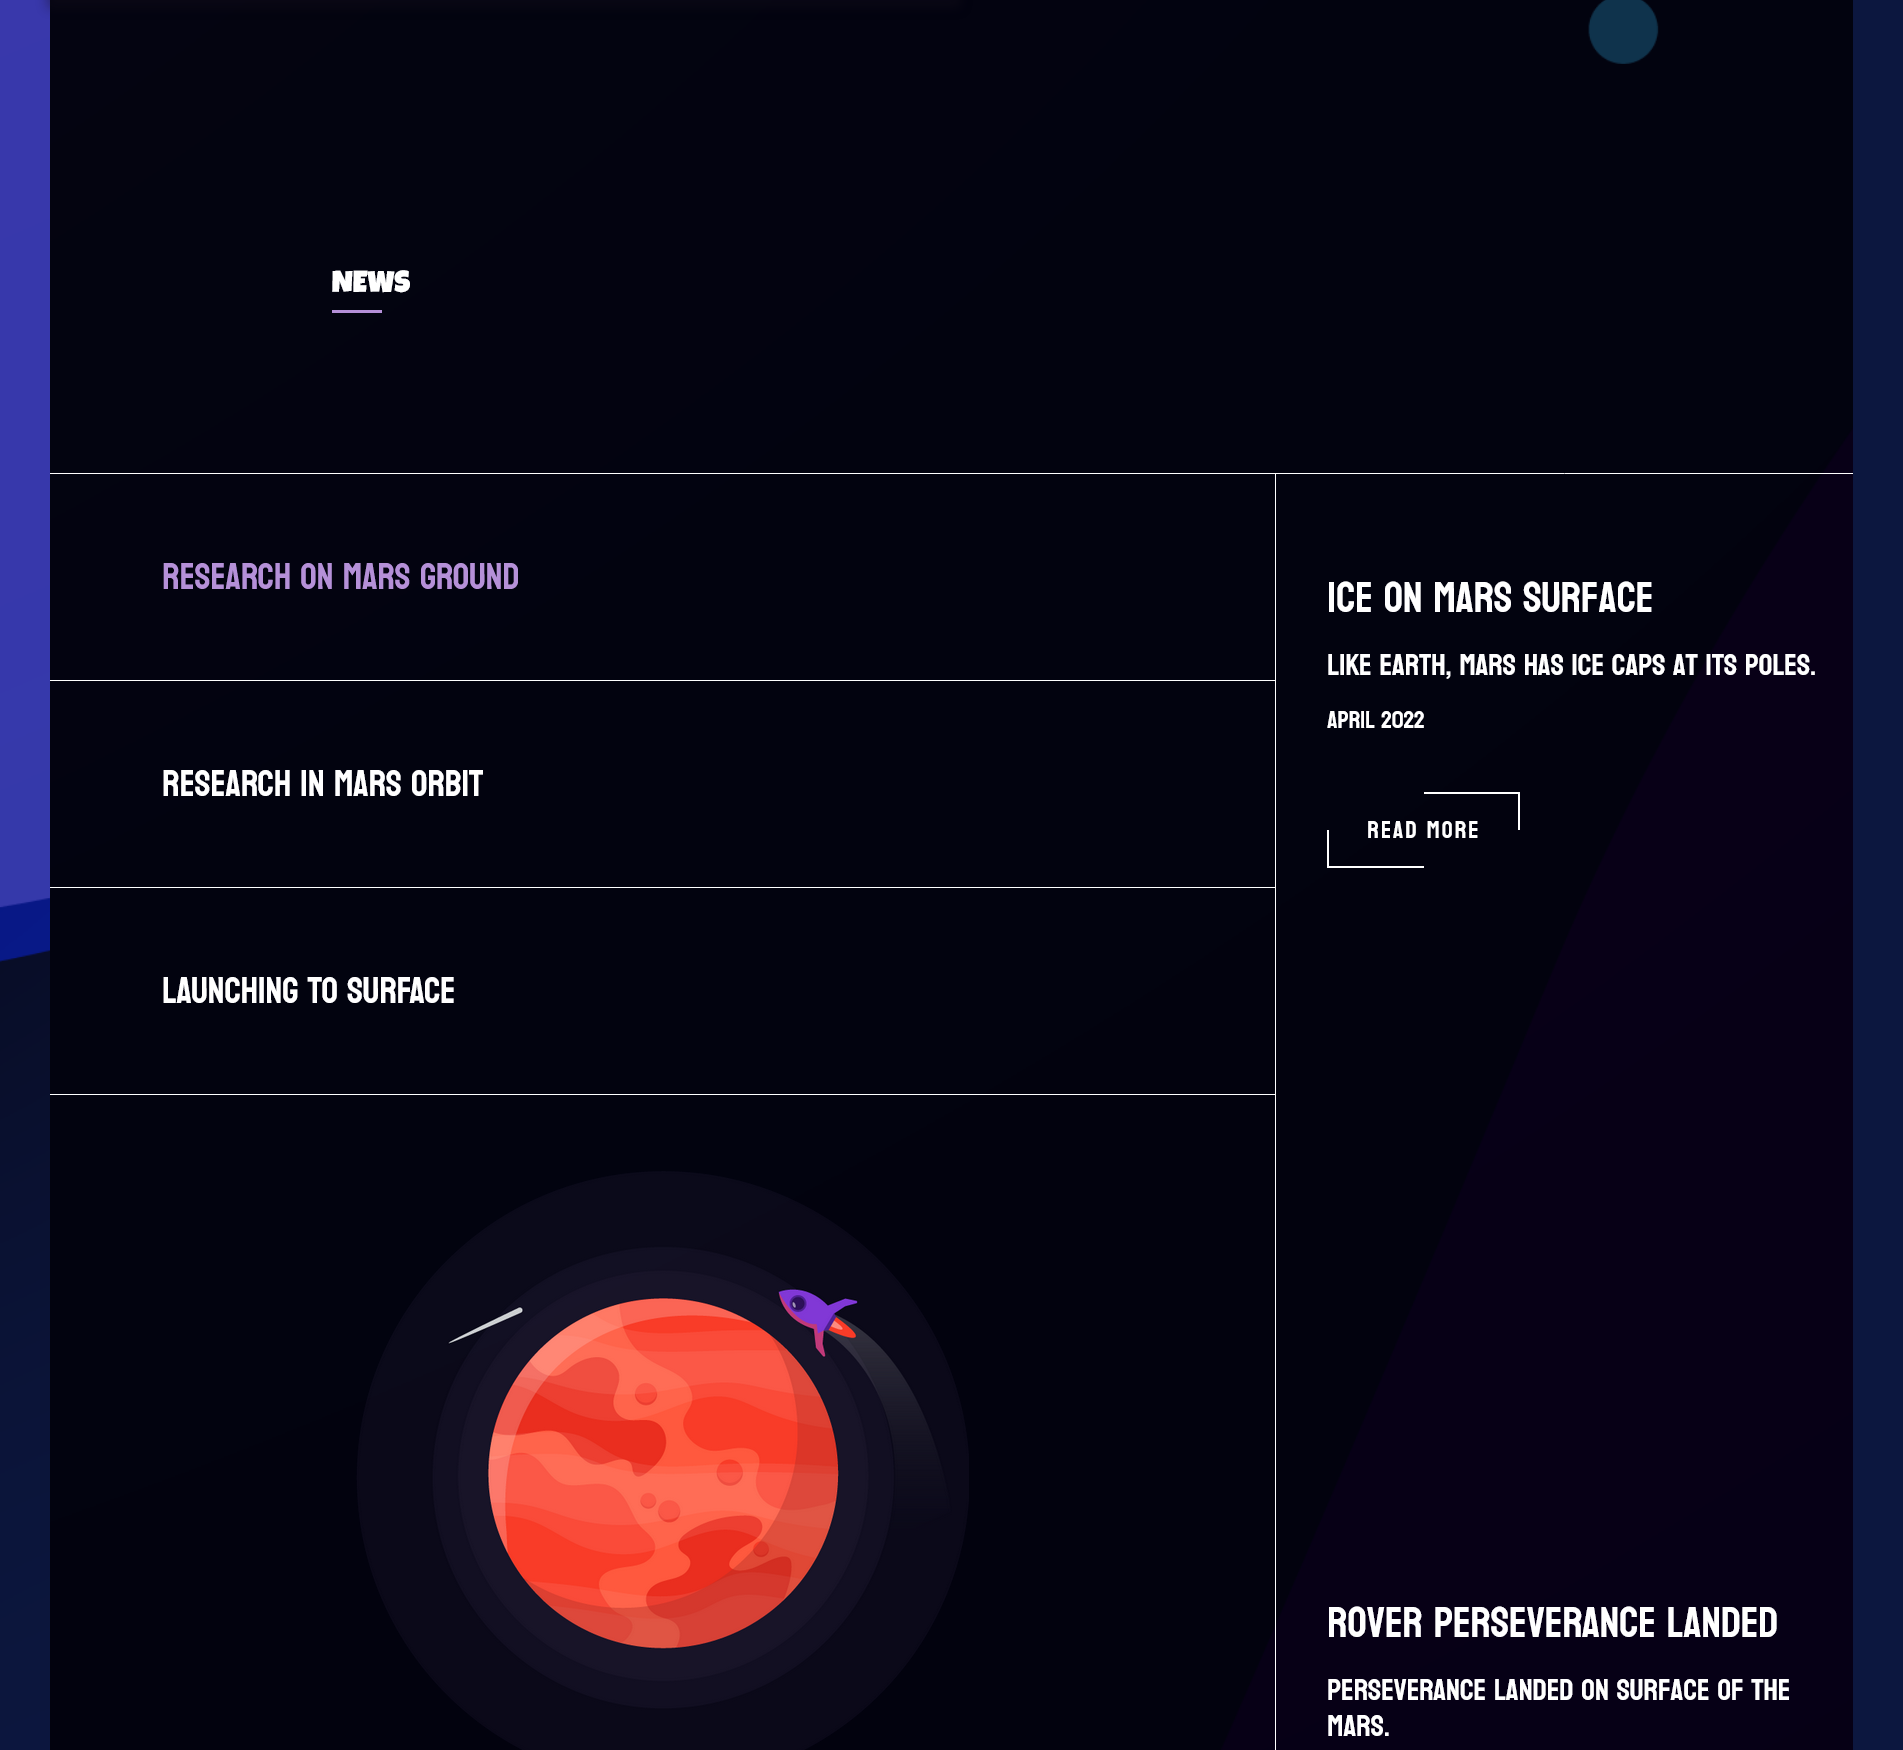 NEWS
RESEARCH ON MARS GROUND
RESEARCH IN MARS ORBIT
LAUNCHING TO SURFACE
ICE ON MARS SURFACE
LIKE EARTH, MARS HAS ICE CAPS AT ITS POLES.
APRIL 2022
READ MORE
ROVER PERSEVERANCE LANDED
PERSEVERANCE LANDED ON SURFACE OF THE
MARS.